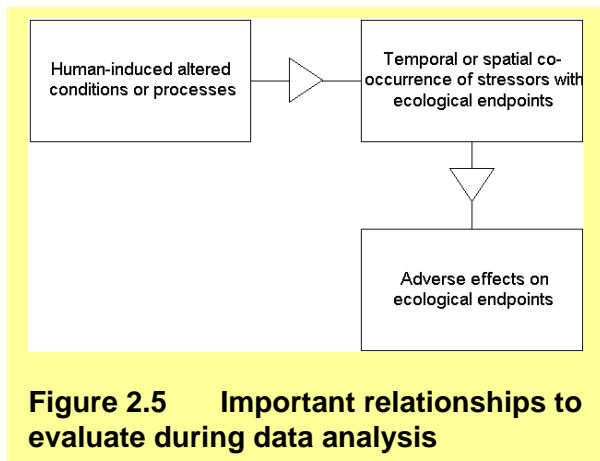 Human-induced altered
conditions or processes
Temporal or spatial co-
occurrence of stressors with
ecological endpoints
Adverse effects on
ecological endpoints
Figure 2.5 Important relationships to
evaluate during data analysis